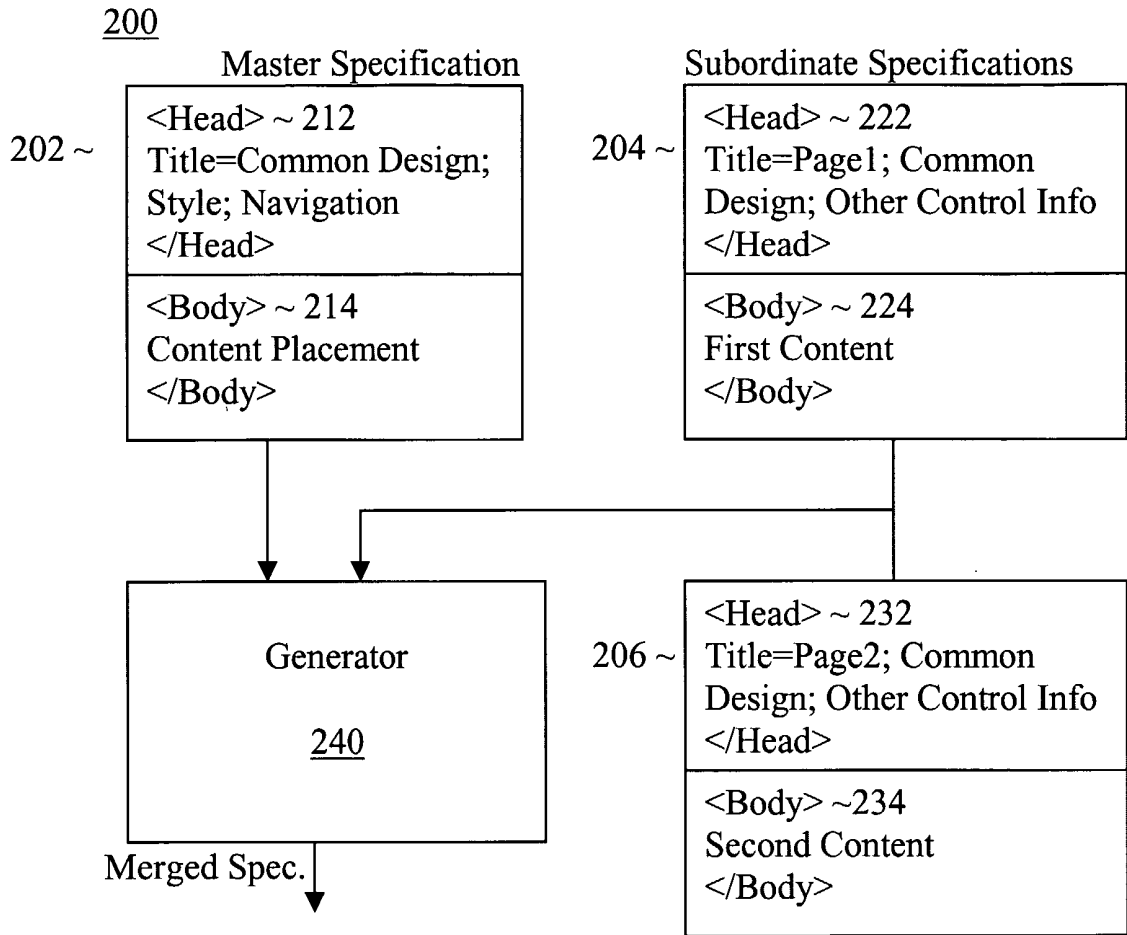 200
Master Specification
202 ~
<Head> ~ 212
Title=Common Design;
Style; Navigation
</Head>
<Body> ~ 214
Content Placement
</Body>
Subordinate Specifications
204 ~
<Head> ~ 222
Title=Page1; Common
Design; Other Control Info
</Head>
<Body> ~ 224
First Content
</Body>
Generator
240
Merged Spec.
206 ~
<Head> ~ 232
Title=Page2; Common
Design; Other Control Info
</Head>
<Body> ~234
Second Content
</Body>